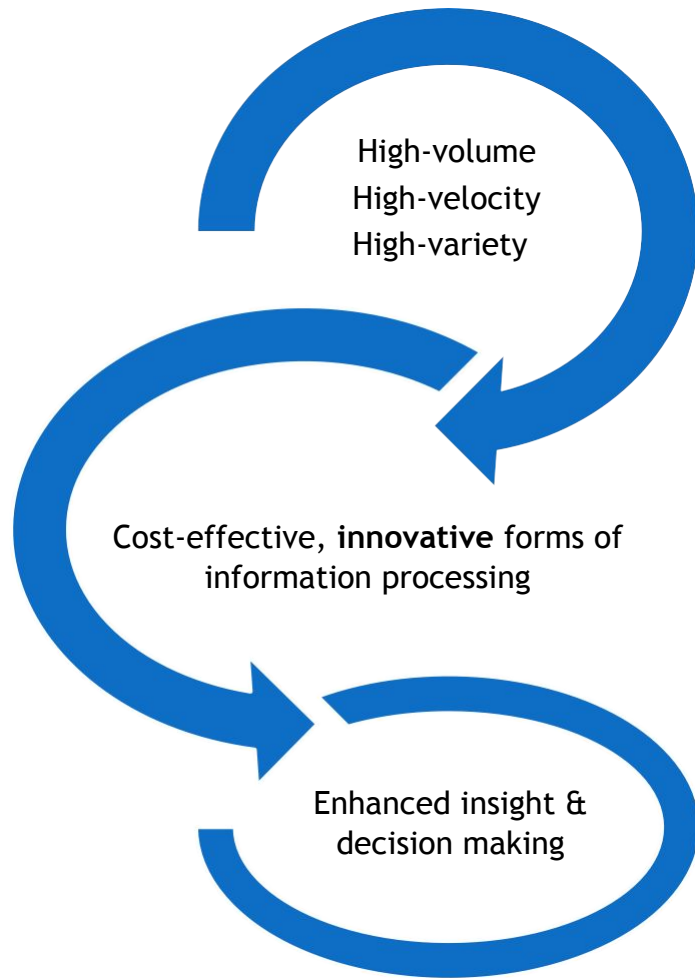 High-volume
High-velocity
High-variety
Cost-effective, innovative forms of
information processing
Enhanced insight &
decision making